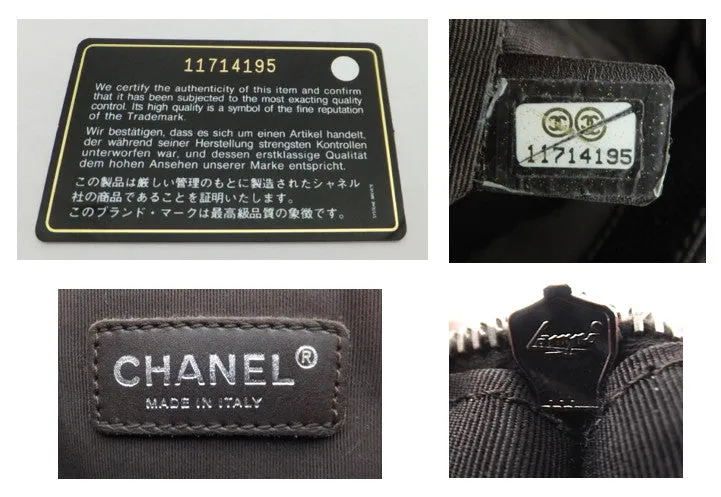 11714195
We certify the authenticity of this item and confirm
that it has been subjected to the most exacting quality
control. Its high quality is a symbol of the fine reputation
of the Trademark.
Wir bestätigen, dass es sich um einen Artikel handelt,
der während seiner Herstellung strengsten Kontrollen
unterworfen war, und dessen erstklassige Qualität
dem hohen Ansehen unserer Marke entspricht.
この製品は厳しい管理のもとに製造されたシャネル
社の商品であることを証明いたします。
このブランド・マークは最高級品質の象徴です。
11714195
CHANEL®
MADE IN ITALY